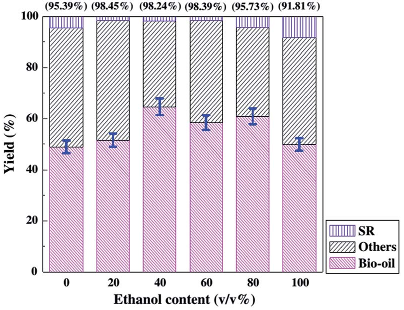 (95.39%) (98.45%) (98.24%) (98.39%) (95.73%) (91.81%)
100
80
60
40
20
0
Yield (%)
0 20 40 60 80 100
Ethanol content (v/v%)
SR
Others
Bio-oil